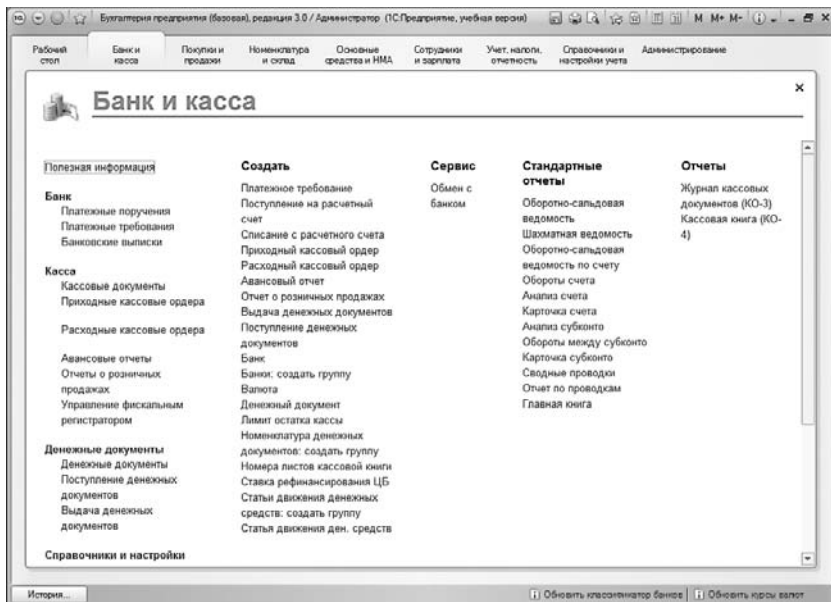 Бухгалтерия предприятия (базовая), редакция 3.0 / Администратор (1С:Предприятие, учебная версия)
M M+ M-
Рабочий стол
Банк и касса
Покупки и продажи
Номенклатура и склад
Основные средства и НМА
Сотрудники и зарплата
Учет, налоги, отчетность
Справочники и настройки учета
Администрирование
Банк и касса
Полезная информация
Банк
Платежные поручения
Платежные требования
Банковские выписки
Касса
Кассовые документы
Приходные кассовые ордера
Расходные кассовые ордера
Авансовые отчеты
Отчеты о розничных
продажах
Управление фискальным
регистратором
Денежные документы
Денежные документы
Поступление денежных
документов
Выдача денежных
документов
Справочники и настройки
Создать
Платежное требование
Поступление на расчетный
счет
Списание с расчетного счета
Приходный кассовый ордер
Расходный кассовый ордер
Авансовый отчет
Отчет о розничных продажах
Выдача денежных документов
Поступление денежных
документов
Банк
Банки: создать группу
Валюта
Денежный документ
Лимит остатка кассы
Номенклатура денежных
документов: создать группу
Номера листов кассовой книги
Ставка рефинансирования ЦБ
Статьи движения денежных
средств: создать группу
Статья движения ден. средств
Сервис
Обмен с
банком
Стандартные
отчеты
Оборотно-сальдовая
ведомость
Шахматная ведомость
Оборотно-сальдовая
ведомость по счету
Обороты счета
Анализ счета
Карточка счета
Анализ субконто
Обороты между субконто
Карточка субконто
Сводные проводки
Отчет по проводкам
Главная книга
Отчеты
Журнал кассовых
документов (КО-3)
Кассовая книга (КО-
4)
История...
Обновить классификатор банков
Обновить курсы валют